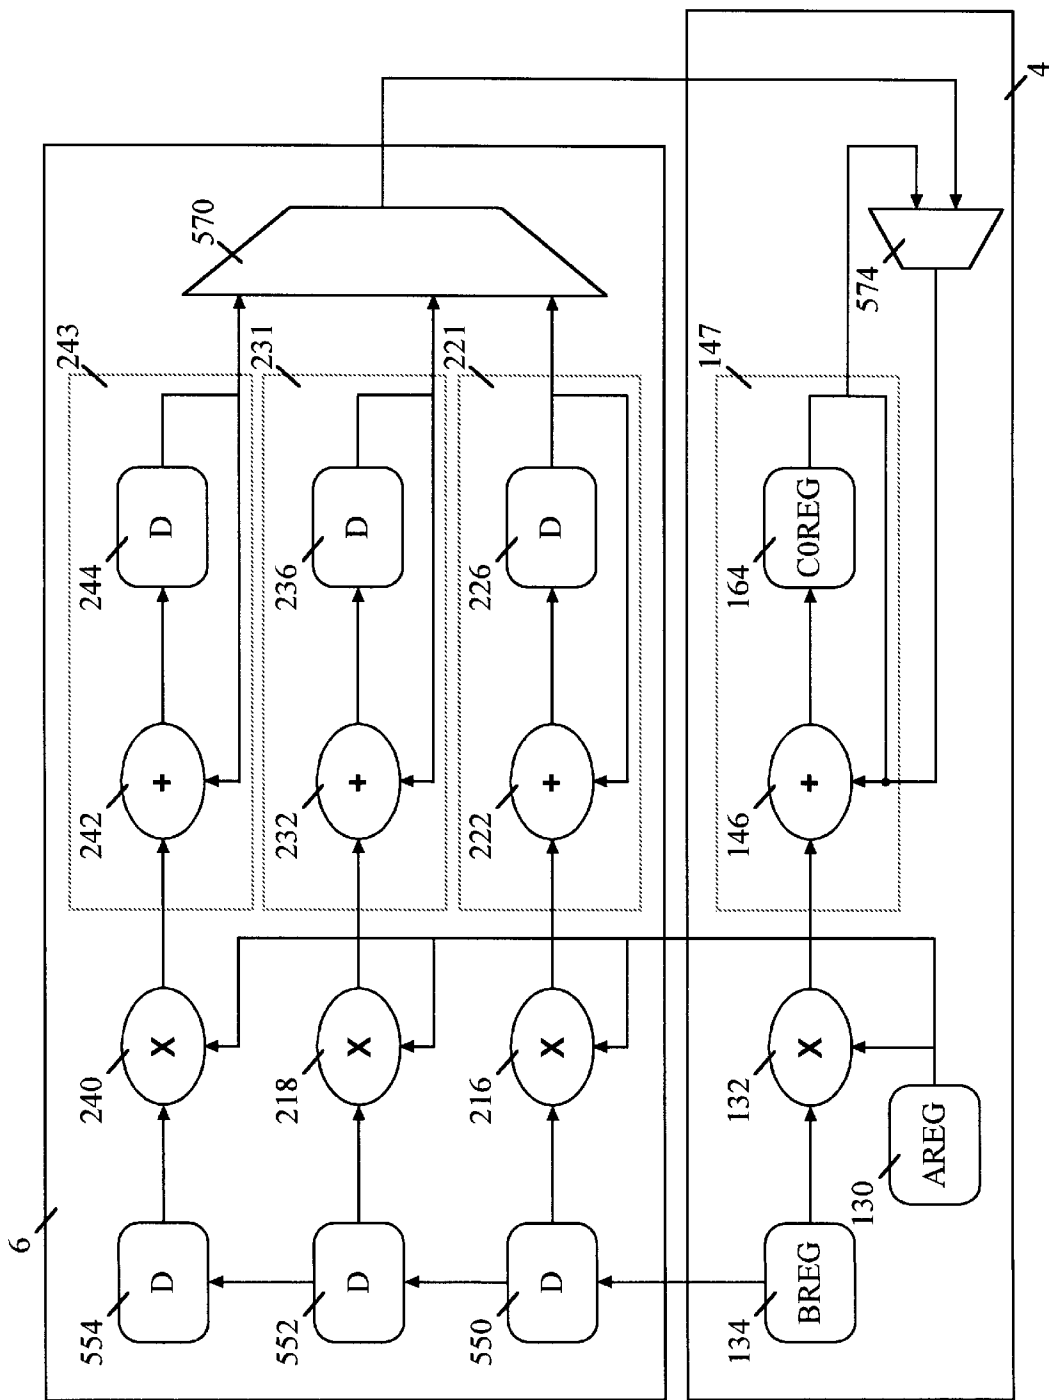 6
554 240 242 244 243
D X + D
570
552 218 232 236 231
D X + D
550 216 222 226 221
D X + D
134 132 146 164 147
BREG X + C0REG
130 574
AREG
4